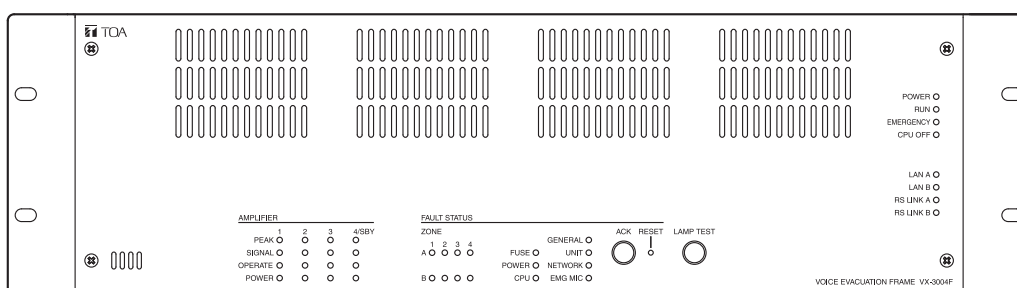 TOA
POWER
RUN
EMERGENCY
CPU OFF
LAN A
LAN B
RS LINK A
RS LINK B
AMPLIFIER
1 2 3 4/SBY
PEAK
SIGNAL
OPERATE
POWER
FAULT STATUS
ZONE
1 2 3 4
A
B
FUSE
POWER
CPU
GENERAL
UNIT
NETWORK
EMG MIC
ACK
RESET
LAMP TEST
VOICE EVACUATION FRAME VX-3004F